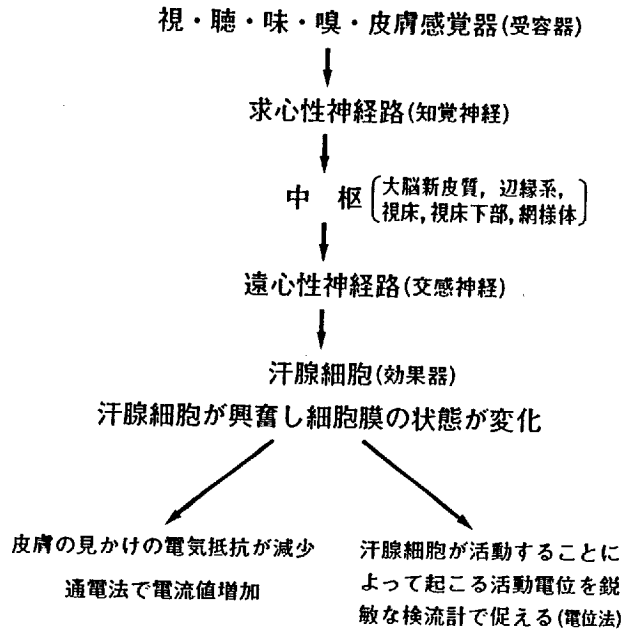 視・聴・味・嗅・皮膚感覚器(受容器)
求心性神経路(知覚神経)
中　枢〔大脳新皮質, 辺縁系,
視床, 視床下部, 網様体〕
遠心性神経路(交感神経)
汗腺細胞(効果器)
汗腺細胞が興奮し細胞膜の状態が変化
皮膚の見かけの電気抵抗が減少
通電法で電流値増加
汗腺細胞が活動することに
よって起こる活動電位を鋭
敏な検流計で促える(電位法)